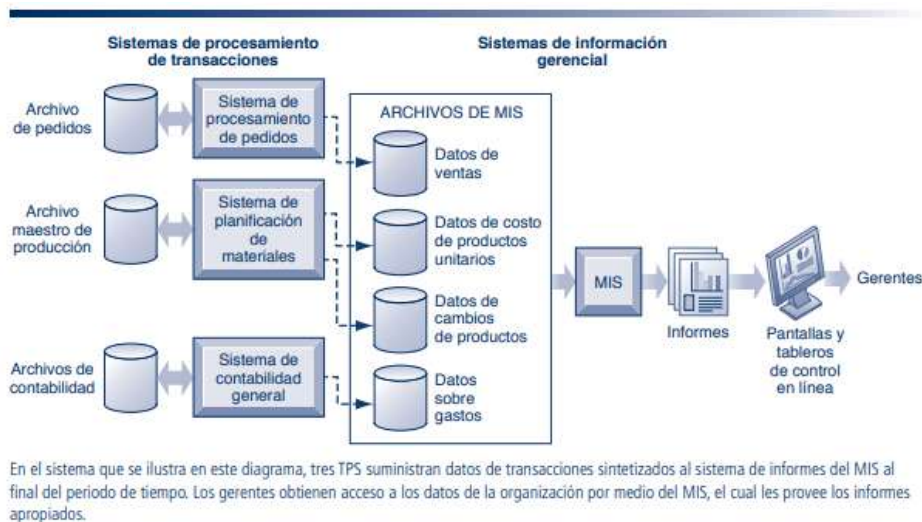 Sistemas de procesamiento
de transacciones
Sistemas de información
gerencial
Archivo
de pedidos
Sistema de
procesamiento
de pedidos
ARCHIVOS DE MIS
Datos de
ventas
Archivo
maestro de
producción
Sistema de
planificación
de
materiales
Datos de costo
de productos
unitarios
MIS
Informes
Pantallas y
tableros
de control
en línea
Gerentes
Datos de
cambios
de productos
Archivos de
contabilidad
Sistema de
contabilidad
general
Datos
sobre
gastos
En el sistema que se ilustra en este diagrama, tres TPS suministran datos de transacciones sintetizados al sistema de informes del MIS al
final del periodo de tiempo. Los gerentes obtienen acceso a los datos de la organización por medio del MIS, el cual les provee los informes
apropiados.